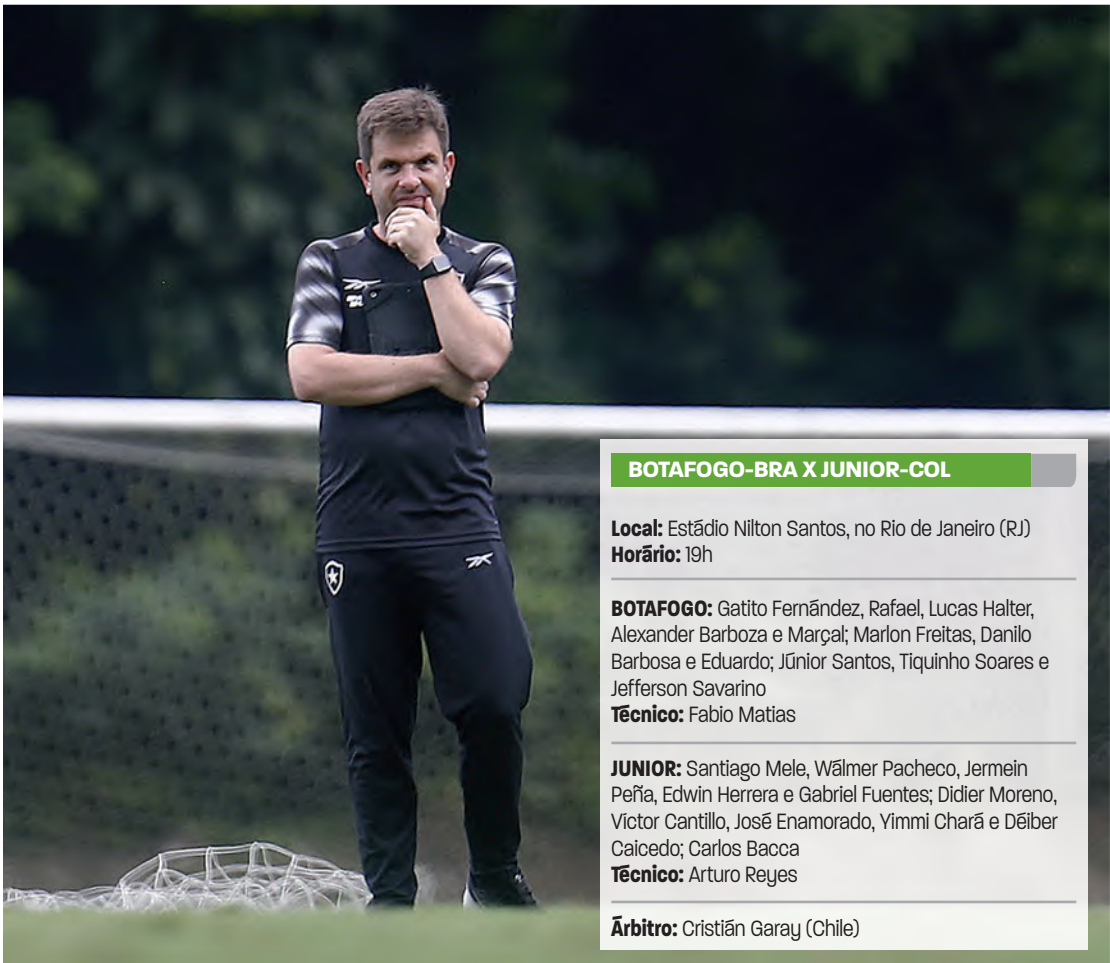 BOTAFOGO-BRA X JUNIOR-COL
Local: Estádio Nilton Santos, no Rio de Janeiro (RJ)
Horário: 19h
BOTAFOGO: Gatito Fernández, Rafael, Lucas Halter,
Alexander Barboza e Marçal; Marlon Freitas, Danilo
Barbosa e Eduardo; Júnior Santos, Tiquinho Soares e
Jefferson Savarino
Técnico: Fabio Matias
JUNIOR: Santiago Mele, Wálmer Pacheco, Jermein
Peña, Edwin Herrera e Gabriel Fuentes; Didier Moreno,
Víctor Cantillo, José Enamorado, Yimmi Chará e Déiber
Caicedo; Carlos Bacca
Técnico: Arturo Reyes
Árbitro: Cristián Garay (Chile)